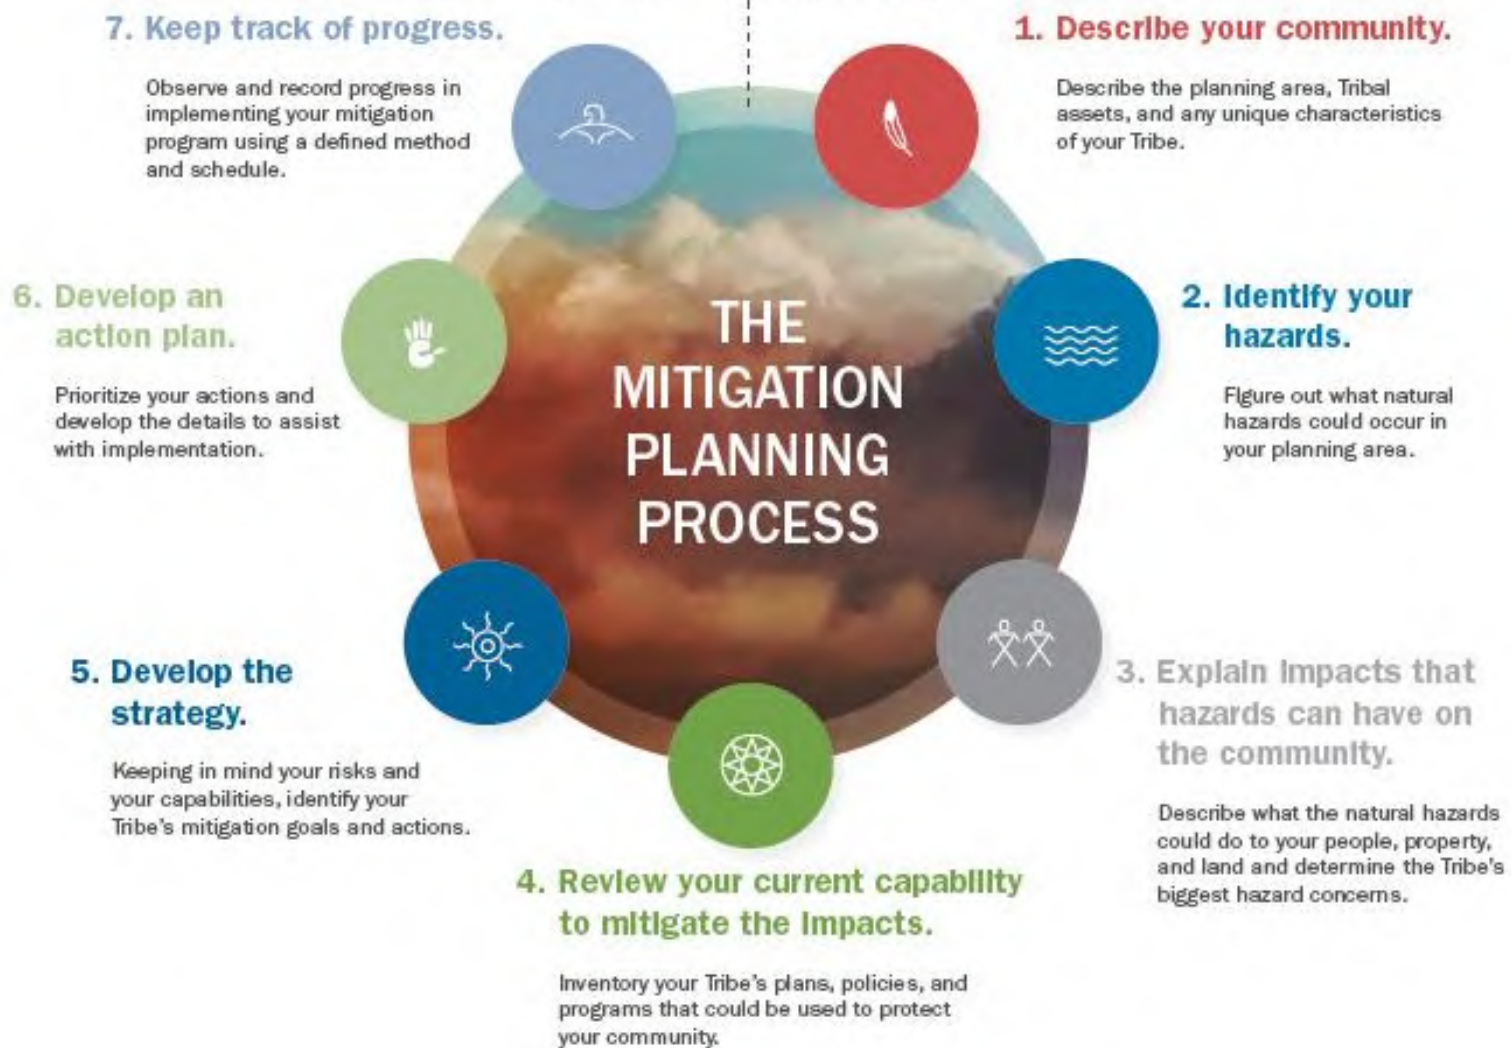 THE
MITIGATION
PLANNING
PROCESS
1. Describe your community.
Describe the planning area, Tribal
assets, and any unique characteristics
of your Tribe.
2. Identify your
hazards.
Figure out what natural
hazards could occur in
your planning area.
3. Explain impacts that
hazards can have on
the community.
Describe what the natural hazards
could do to your people, property,
and land and determine the Tribe's
biggest hazard concerns.
4. Review your current capability
to mitigate the impacts.
Inventory your Tribe's plans, policies, and
programs that could be used to protect
your community.
5. Develop the
strategy.
Keeping in mind your risks and
your capabilities, identify your
Tribe's mitigation goals and actions.
6. Develop an
action plan.
Prioritize your actions and
develop the details to assist
with implementation.
7. Keep track of progress.
Observe and record progress in
implementing your mitigation
program using a defined method
and schedule.